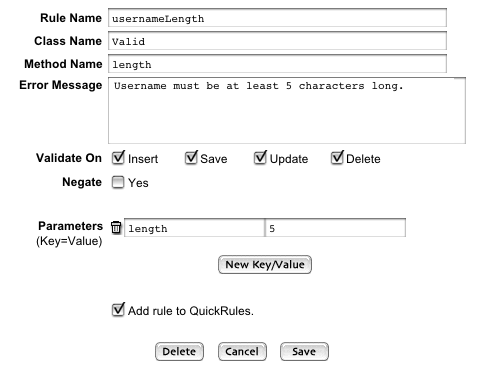 Rule Name usernameLength
Class Name Valid
Method Name length
Error Message Username must be at least 5 characters long.
Validate On Insert Save Update Delete
Negate Yes
Parameters length 5
(Key=Value)
New Key/Value
Add rule to QuickRules.
Delete Cancel Save